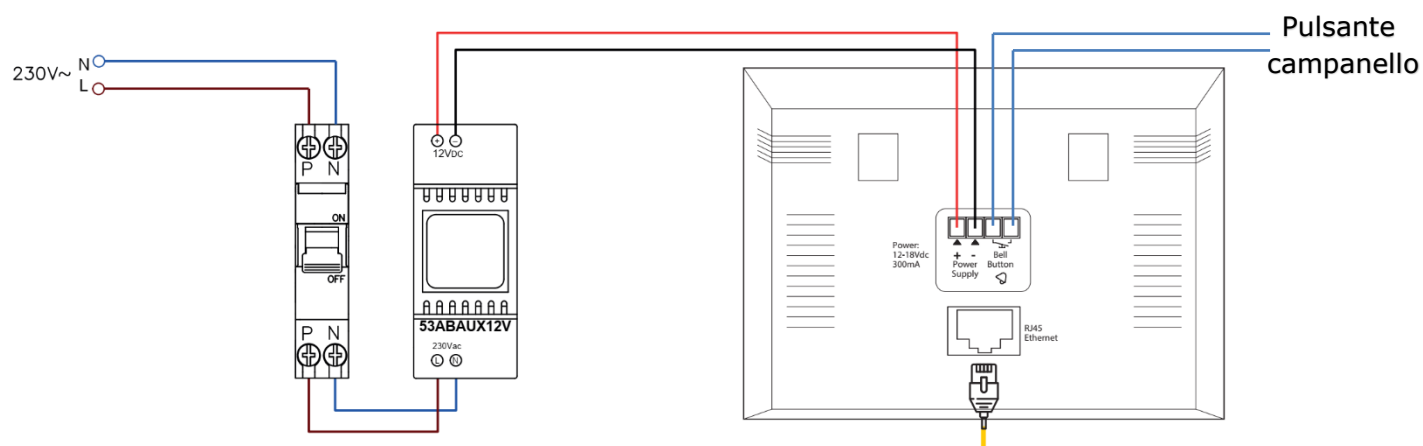 Pulsante
campanello
230V~
N
L
P N
ON
OFF
P N
+ −
12VDC
53ABAUX12V
230Vac
L N
Power:
12-18Vdc
300mA
+ -
Power
Supply
Bell
Button
RJ45
Ethernet